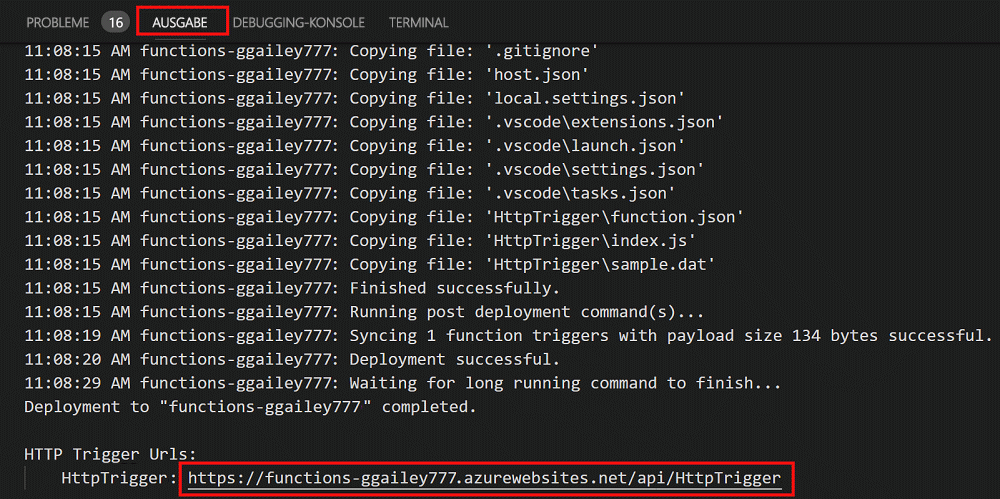 PROBLEME 16 AUSGABE DEBUGGING-KONSOLE TERMINAL
11:08:15 AM functions-ggailey777: Copying file: '.gitignore'
11:08:15 AM functions-ggailey777: Copying file: 'host.json'
11:08:15 AM functions-ggailey777: Copying file: 'local.settings.json'
11:08:15 AM functions-ggailey777: Copying file: '.vscode\extensions.json'
11:08:15 AM functions-ggailey777: Copying file: '.vscode\launch.json'
11:08:15 AM functions-ggailey777: Copying file: '.vscode\settings.json'
11:08:15 AM functions-ggailey777: Copying file: '.vscode\tasks.json'
11:08:15 AM functions-ggailey777: Copying file: 'HttpTrigger\function.json'
11:08:15 AM functions-ggailey777: Copying file: 'HttpTrigger\index.js'
11:08:15 AM functions-ggailey777: Copying file: 'HttpTrigger\sample.dat'
11:08:15 AM functions-ggailey777: Finished successfully.
11:08:15 AM functions-ggailey777: Running post deployment command(s)...
11:08:19 AM functions-ggailey777: Syncing 1 function triggers with payload size 134 bytes successful.
11:08:20 AM functions-ggailey777: Deployment successful.
11:08:29 AM functions-ggailey777: Waiting for long running command to finish...
Deployment to "functions-ggailey777" completed.
HTTP Trigger Urls:
HttpTrigger: https://functions-ggailey777.azurewebsites.net/api/HttpTrigger